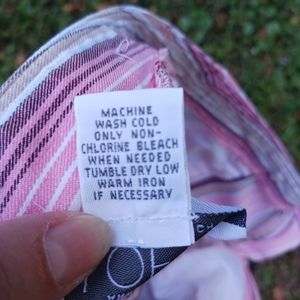 MACHINE
WASH COLD
ONLY NON-
CHLORINE BLEACH
WHEN NEEDED
TUMBLE DRY LOW
WARM IRON
IF NECESSARY